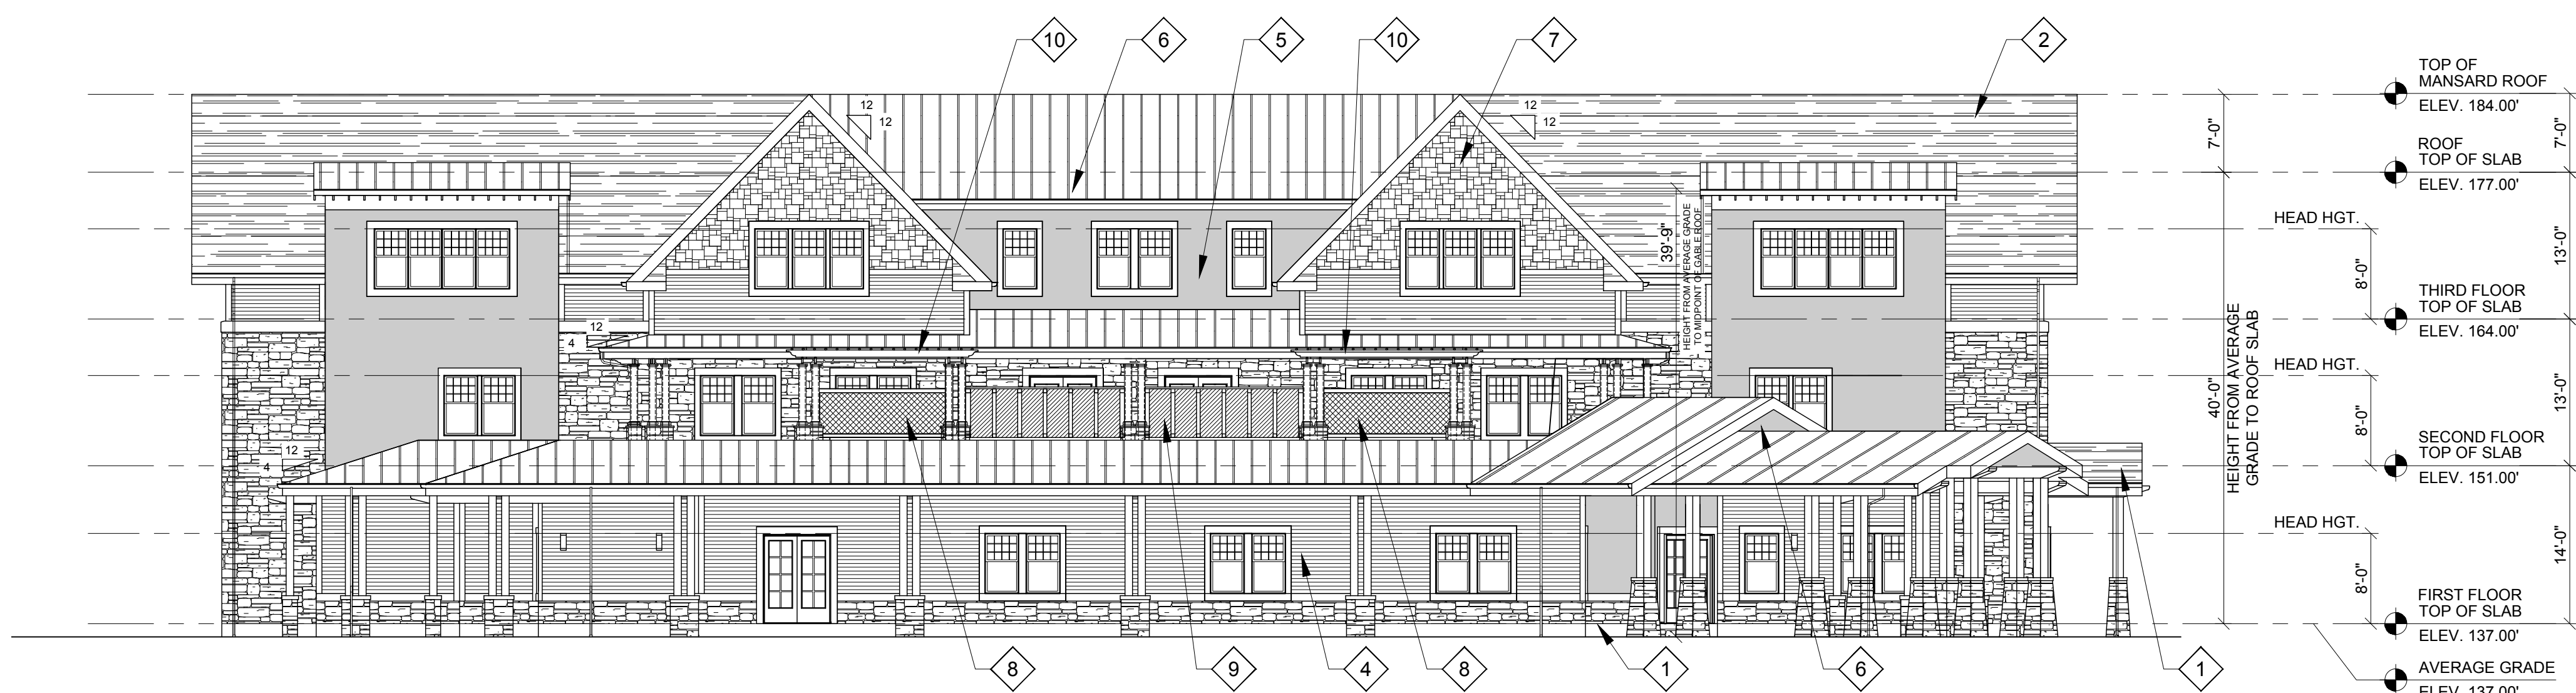 10
6
5
10
7
2
TOP OF
MANSARD ROOF
ELEV. 184.00'
12
12
12
12
7'-0"
7'-0"
ROOF
TOP OF SLAB
ELEV. 177.00'
HEAD HGT.
39'-9"
HEIGHT FROM AVERAGE GRADE
TO MIDPOINT OF GABLE ROOF
8'-0"
13'-0"
THIRD FLOOR
TOP OF SLAB
ELEV. 164.00'
12
4
HEAD HGT.
40'-0"
HEIGHT FROM AVERAGE
GRADE TO ROOF SLAB
8'-0"
13'-0"
12
4
SECOND FLOOR
TOP OF SLAB
ELEV. 151.00'
HEAD HGT.
8'-0"
14'-0"
FIRST FLOOR
TOP OF SLAB
ELEV. 137.00'
8
9
4
8
1
6
1
AVERAGE GRADE
ELEV. 137.00'